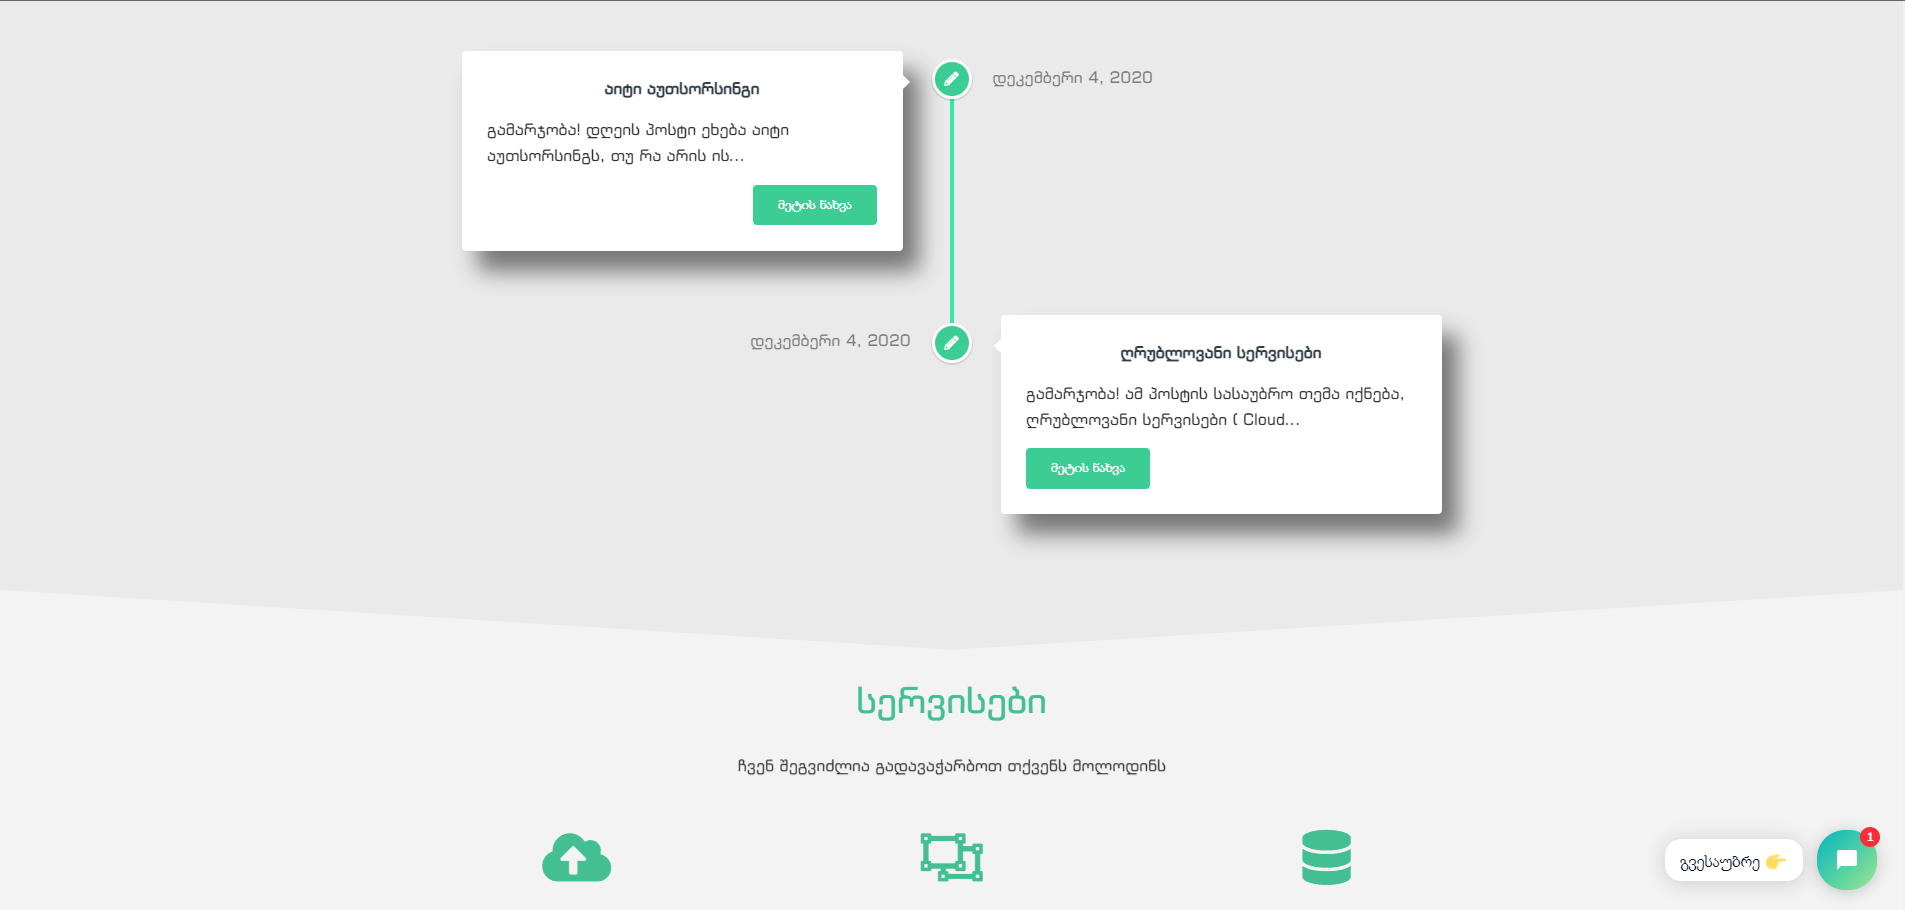 აიტი აუთსორსინგი
დეკემბერი 4, 2020
გამარჯობა! დღეის პოსტი ეხება აიტი
აუთსორსინგს, თუ რა არის ის...
მეტის ნახვა
დეკემბერი 4, 2020
ღრუბლოვანი სერვისები
გამარჯობა! ამ პოსტის სასაუბრო თემა იქნება,
ღრუბლოვანი სერვისები ( Cloud...
მეტის ნახვა
სერვისები
ჩვენ შეგვიძლია გადავაჭარბოთ თქვენს მოლოდინს
გვესაუბრე 👉
1